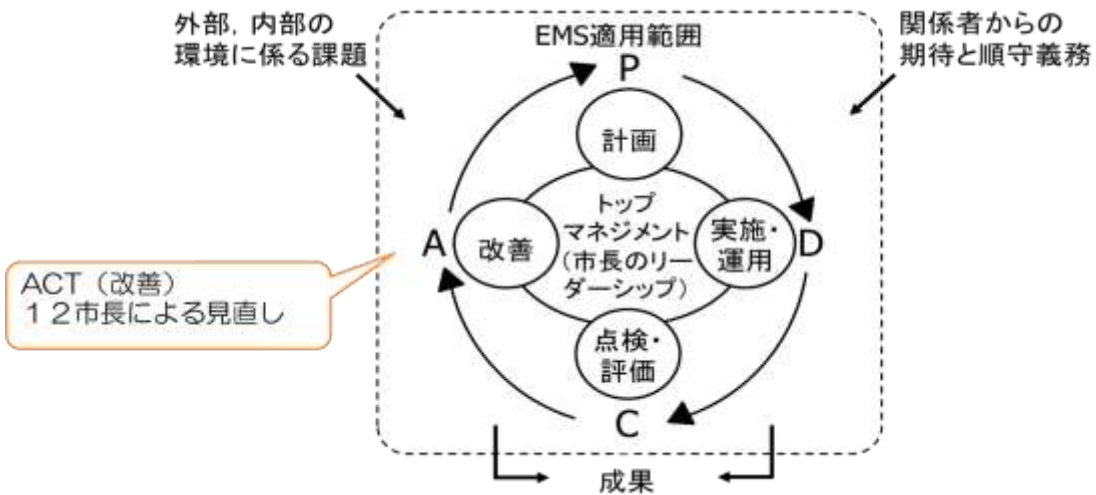 外部，内部の
環境に係る課題
関係者からの
期待と順守義務
EMS適用範囲
P
計画
トップ
マネジメント
（市長のリー
ダーシップ）
A
改善
実施・
運用
D
ACT（改善）
１２市長による見直し
点検・
評価
C
成果